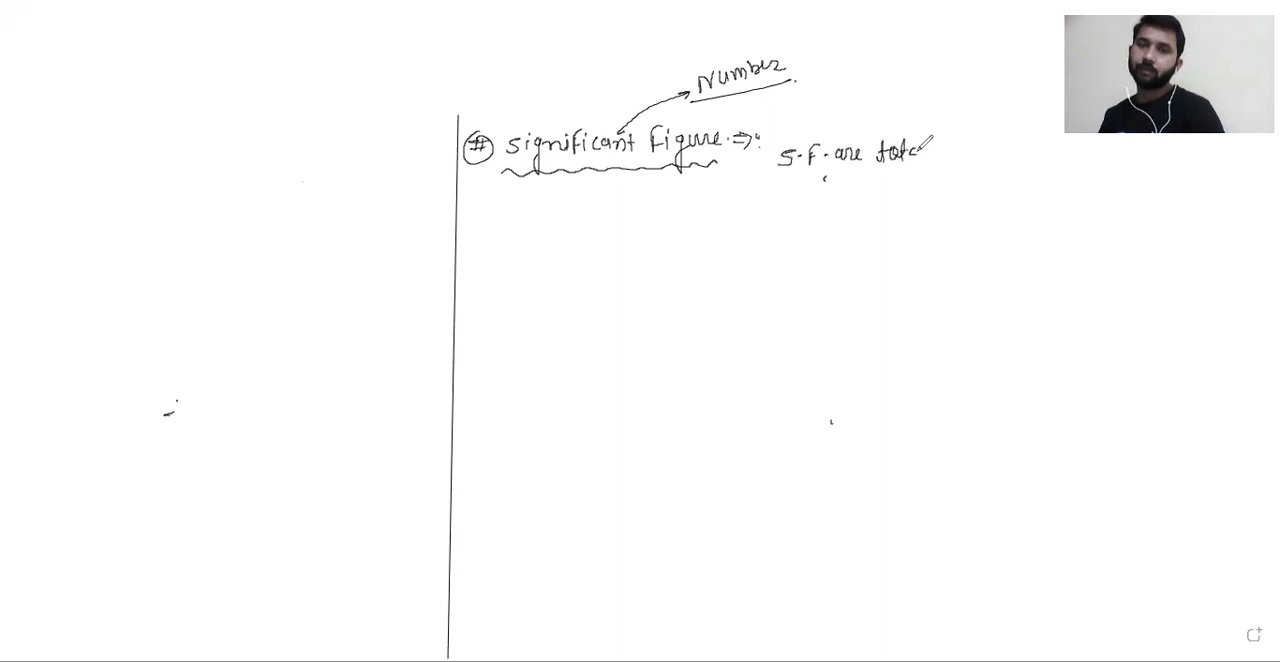 Number.
# Significant Figure ⇒:
S.F. are tota